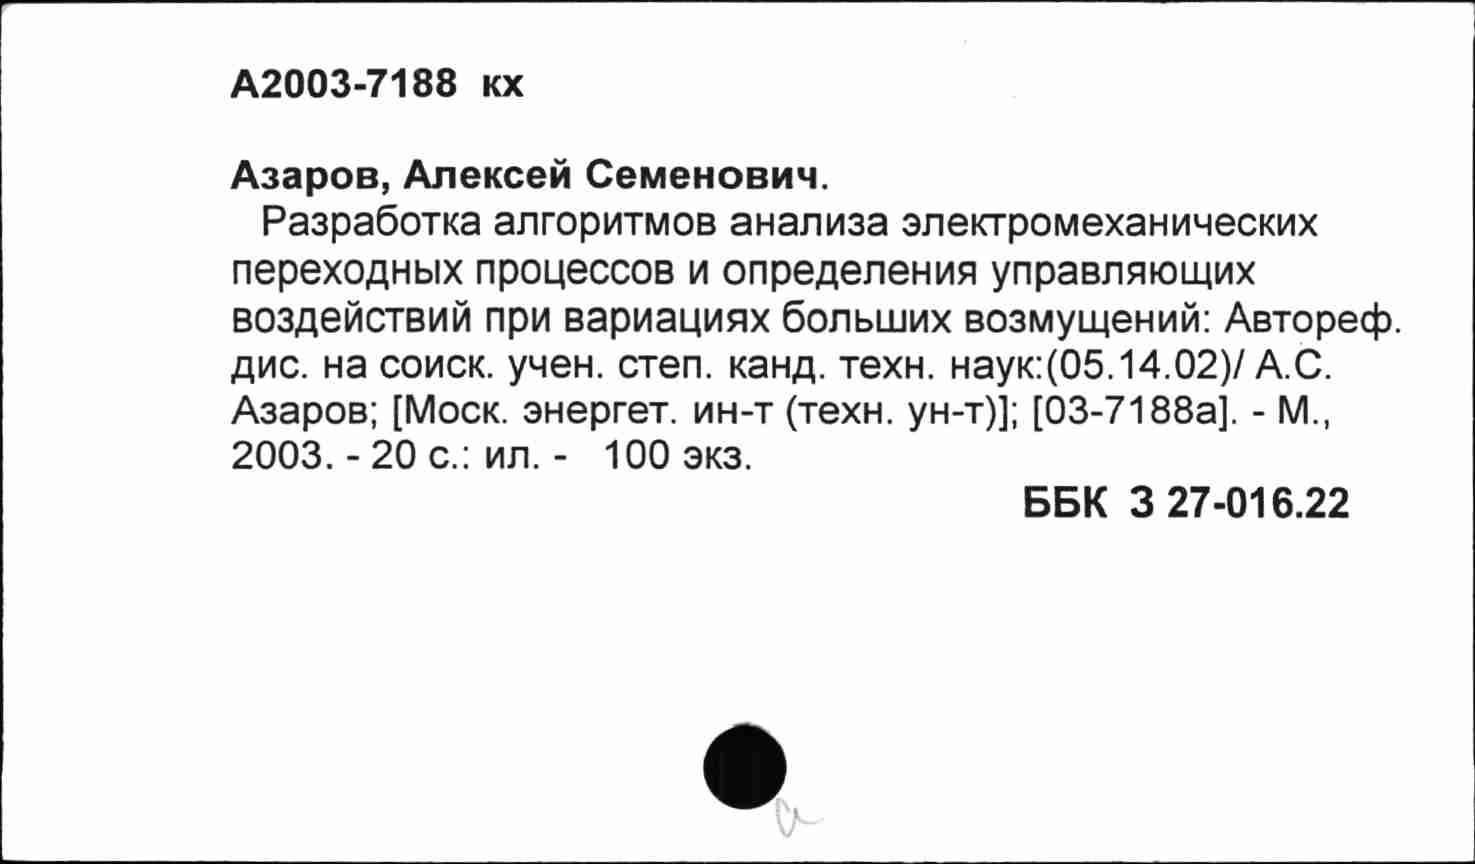 А2003-7188 кх
Азаров, Алексей Семенович.
Разработка алгоритмов анализа электромеханических
переходных процессов и определения управляющих
воздействий при вариациях больших возмущений: Автореф.
дис. на соиск. учен. степ. канд. техн. наук:(05.14.02)/ А.С.
Азаров; [Моск. энергет. ин-т (техн. ун-т)]; [03-7188а]. - М.,
2003. - 20 с.: ил. - 100 экз.
ББК З 27-016.22